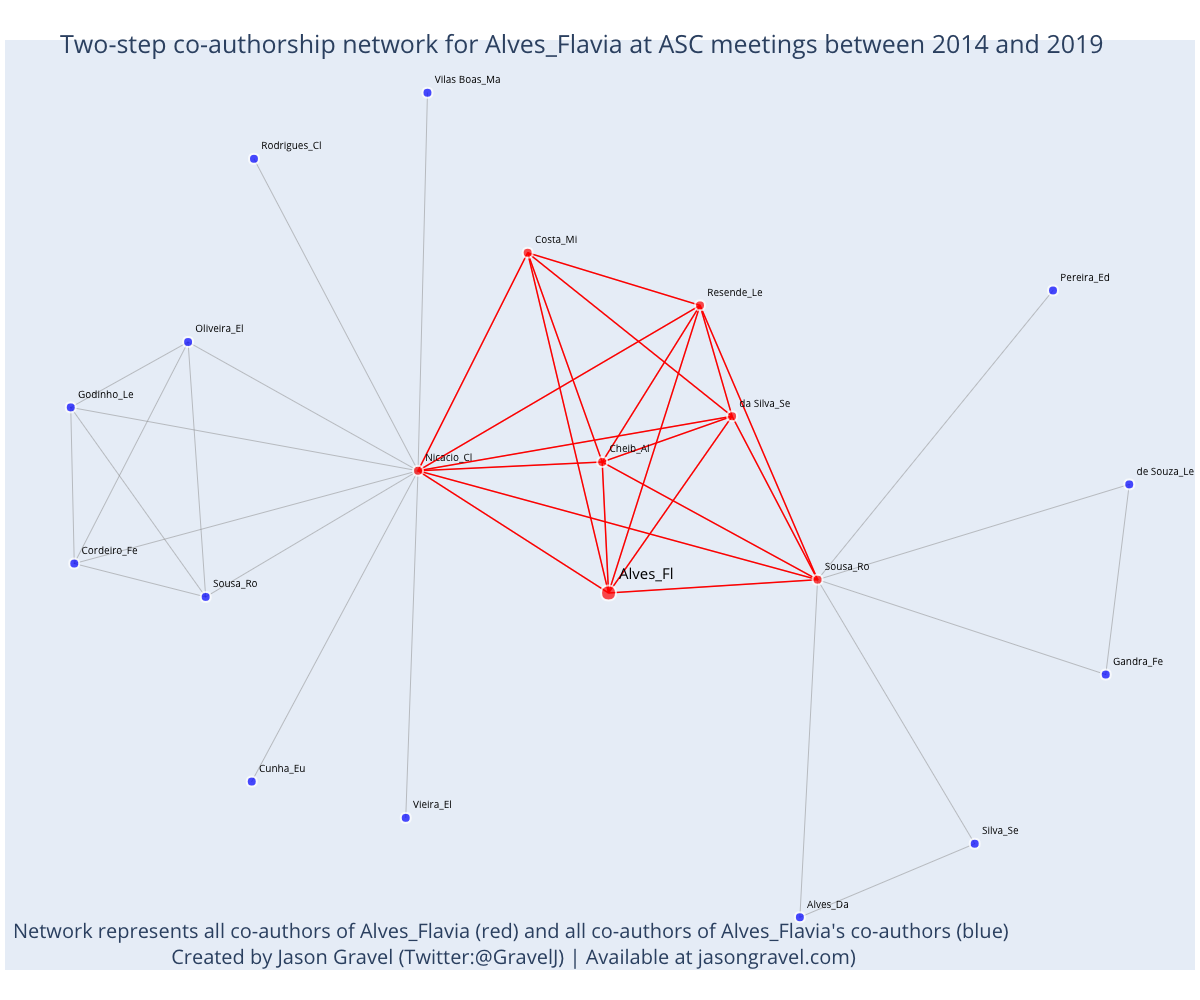 Two-step co-authorship network for Alves_Flavia at ASC meetings between 2014 and 2019
Vilas Boas_Ma
Rodrigues_Cl
Costa_Mi
Pereira_Ed
Resende_Le
Oliveira_El
Godinho_Le
da Silva_Se
Cheib_Al
Nicacio_Cl
de Souza_Le
Cordeiro_Fe
Sousa_Ro
Alves_Fl
Sousa_Ro
Gandra_Fe
Cunha_Eu
Vieira_El
Silva_Se
Alves_Da
Network represents all co-authors of Alves_Flavia (red) and all co-authors of Alves_Flavia's co-authors (blue)
Created by Jason Gravel (Twitter:@GravelJ) | Available at jasongravel.com)